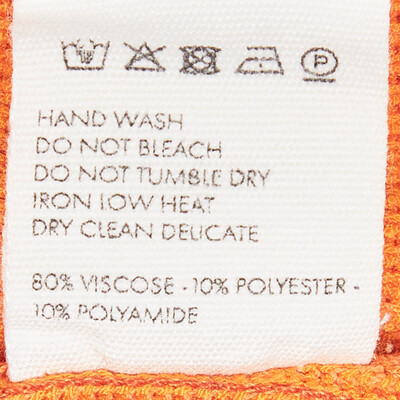 P
HAND WASH
DO NOT BLEACH
DO NOT TUMBLE DRY
IRON LOW HEAT
DRY CLEAN DELICATE
80% VISCOSE - 10% POLYESTER -
10% POLYAMIDE